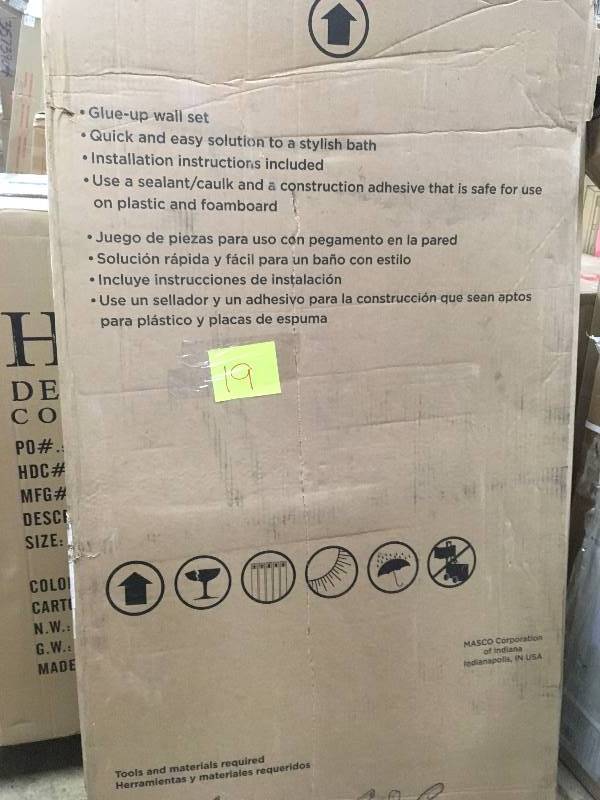 • Glue-up wall set
• Quick and easy solution to a stylish bath
• Installation instructions included
• Use a sealant/caulk and a construction adhesive that is safe for use
on plastic and foamboard
• Juego de piezas para uso con pegamento en la pared
• Solución rápida y fácil para un baño con estilo
• Incluye instrucciones de instalación
• Use un sellador y un adhesivo para la construcción que sean aptos
para plástico y placas de espuma
19
MASCO Corporation
of Indiana
Indianapolis, IN USA
Tools and materials required
Herramientas y materiales requeridos
H
DE
CO
PO#.:
HDC#
MFG#
DESC
SIZE:
COLO
CART
N.W.:
G.W.:
MADE